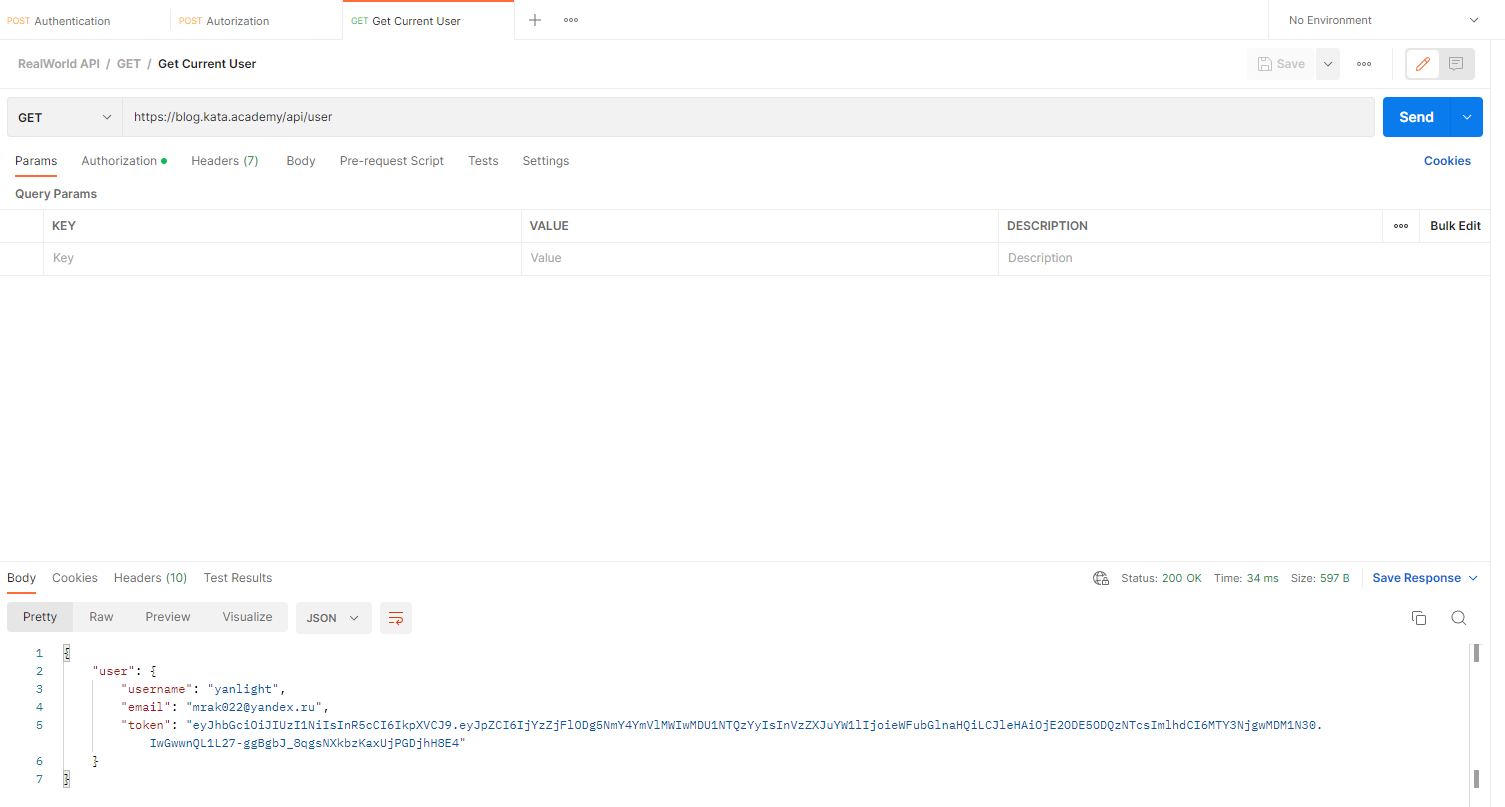 POST Authentication POST Autorization GET Get Current User No Environment
RealWorld API / GET / Get Current User Save
GET https://blog.kata.academy/api/user Send
Params Authorization Headers (7) Body Pre-request Script Tests Settings Cookies
Query Params
KEY VALUE DESCRIPTION Bulk Edit
Key Value Description
Body Cookies Headers (10) Test Results Status: 200 OK Time: 34 ms Size: 597 B Save Response
Pretty Raw Preview Visualize JSON
1 {
2 "user": {
3 "username": "yanlight",
4 "email": "mrak022@yandex.ru",
5 "token": "eyJhbGciOiJIUzI1NiIsInR5cCI6IkpXVCJ9.eyJpZCI6IjYzZjFlODg5NmY4YmVlMWIwMDU1NTQzYyIsInVzZXJuYW1lIjoieWFubGlnaHQiLCJleHAiOjE2ODE5ODQzNTcsImlhdCI6MTY3NjgwMDM1N30.
IwGwwnQL1L27-ggBgbJ_8qgsNXkbzKaxUjPGDjhH8E4"
6 }
7 }